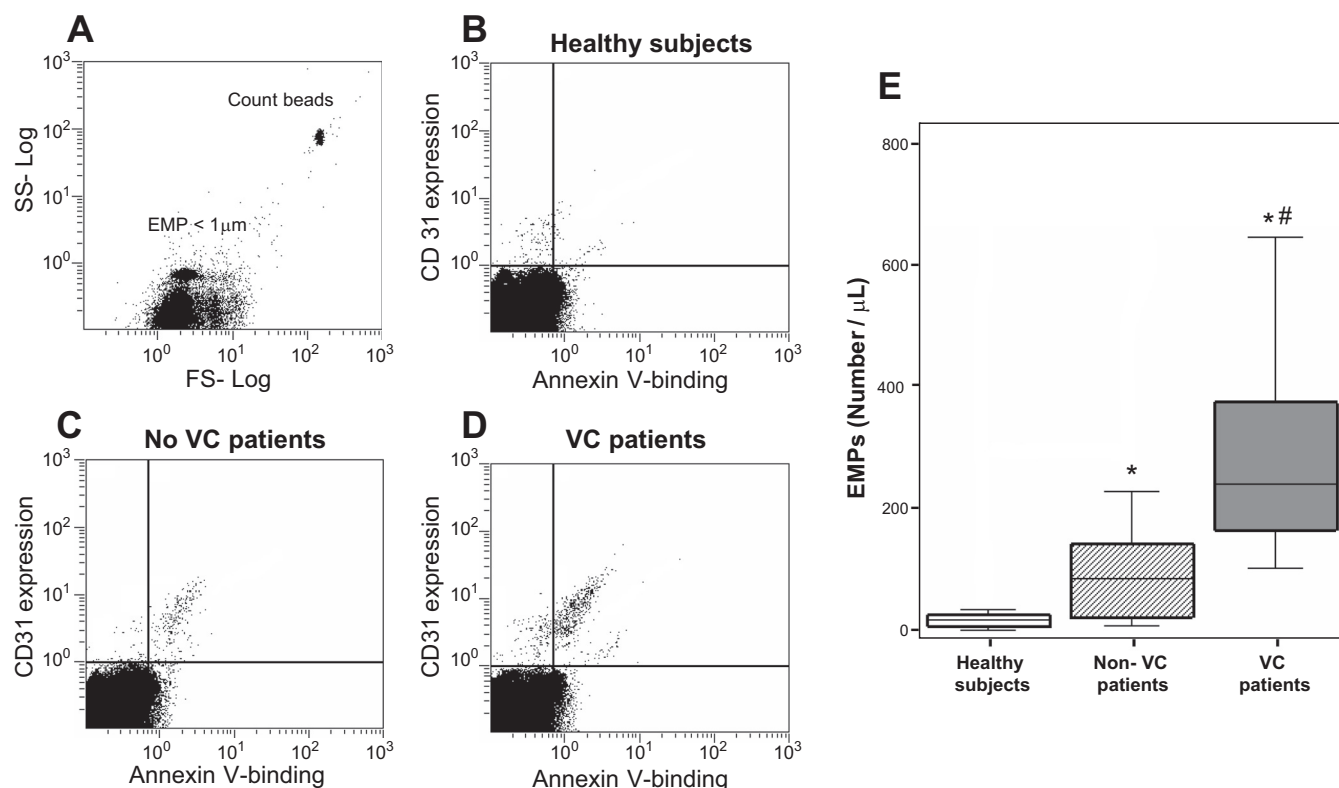 A
10³
10²
10¹
10⁰
SS- Log
Count beads
EMP < 1μm
10⁰ 10¹ 10² 10³
FS- Log
B
Healthy subjects
10³
10²
10¹
10⁰
CD 31 expression
10⁰ 10¹ 10² 10³
Annexin V-binding
C
No VC patients
10³
10²
10¹
10⁰
CD31 expression
10⁰ 10¹ 10² 10³
Annexin V-binding
D
VC patients
10³
10²
10¹
10⁰
CD31 expression
10⁰ 10¹ 10² 10³
Annexin V-binding
E
800
600
400
200
0
EMPs (Number / μL)
*
* #
Healthy
subjects
Non- VC
patients
VC
patients